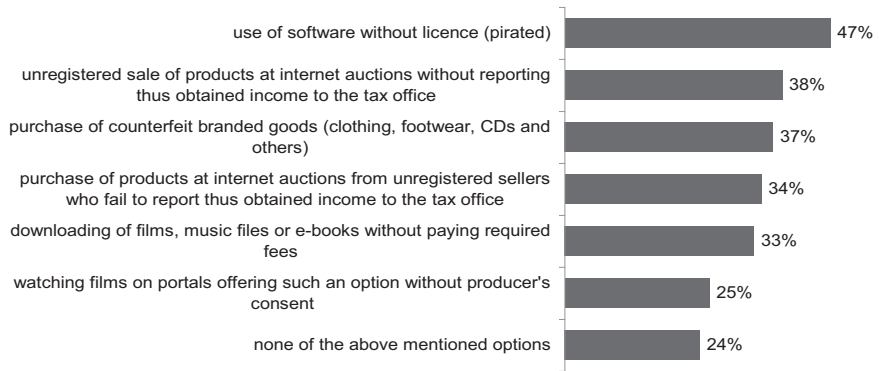 use of software without licence (pirated) 47%
unregistered sale of products at internet auctions without reporting
thus obtained income to the tax office 38%
purchase of counterfeit branded goods (clothing, footwear, CDs and
others) 37%
purchase of products at internet auctions from unregistered sellers
who fail to report thus obtained income to the tax office 34%
downloading of films, music files or e-books without paying required
fees 33%
watching films on portals offering such an option without producer's
consent 25%
none of the above mentioned options 24%